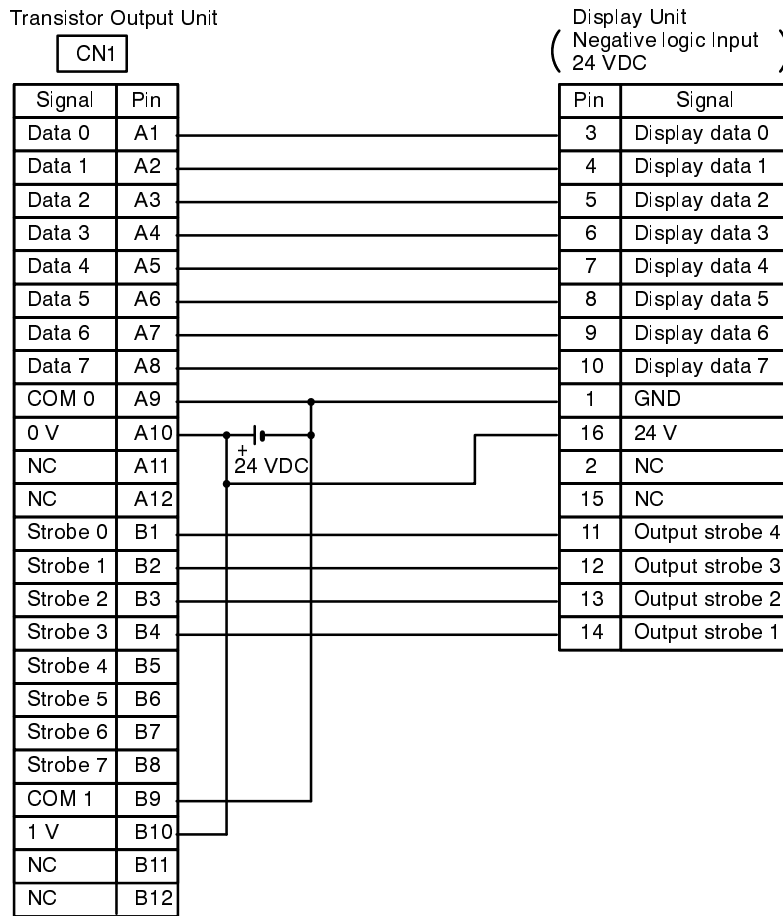 Transistor Output Unit
CN1
Display Unit
( Negative logic Input )
24 VDC
Signal Pin
Data 0 A1
Data 1 A2
Data 2 A3
Data 3 A4
Data 4 A5
Data 5 A6
Data 6 A7
Data 7 A8
COM 0 A9
0 V A10
NC A11
NC A12
Strobe 0 B1
Strobe 1 B2
Strobe 2 B3
Strobe 3 B4
Strobe 4 B5
Strobe 5 B6
Strobe 6 B7
Strobe 7 B8
COM 1 B9
1 V B10
NC B11
NC B12
+
24 VDC
Pin Signal
3 Display data 0
4 Display data 1
5 Display data 2
6 Display data 3
7 Display data 4
8 Display data 5
9 Display data 6
10 Display data 7
1 GND
16 24 V
2 NC
15 NC
11 Output strobe 4
12 Output strobe 3
13 Output strobe 2
14 Output strobe 1